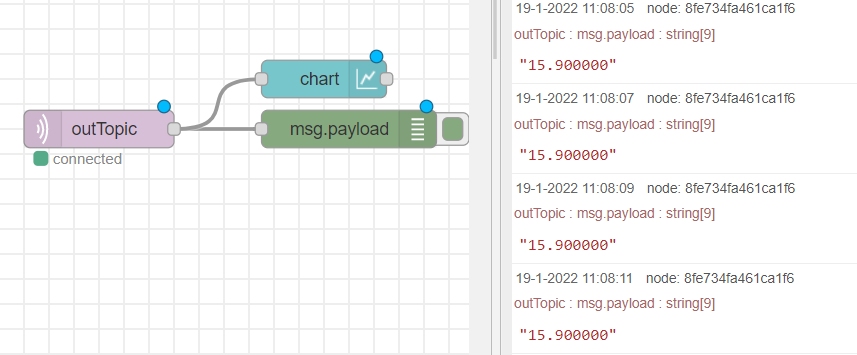 chart
outTopic
msg.payload
connected
19-1-2022 11:08:05 node: 8fe734fa461ca1f6
outTopic : msg.payload : string[9]
"15.900000"
19-1-2022 11:08:07 node: 8fe734fa461ca1f6
outTopic : msg.payload : string[9]
"15.900000"
19-1-2022 11:08:09 node: 8fe734fa461ca1f6
outTopic : msg.payload : string[9]
"15.900000"
19-1-2022 11:08:11 node: 8fe734fa461ca1f6
outTopic : msg.payload : string[9]
"15.900000"